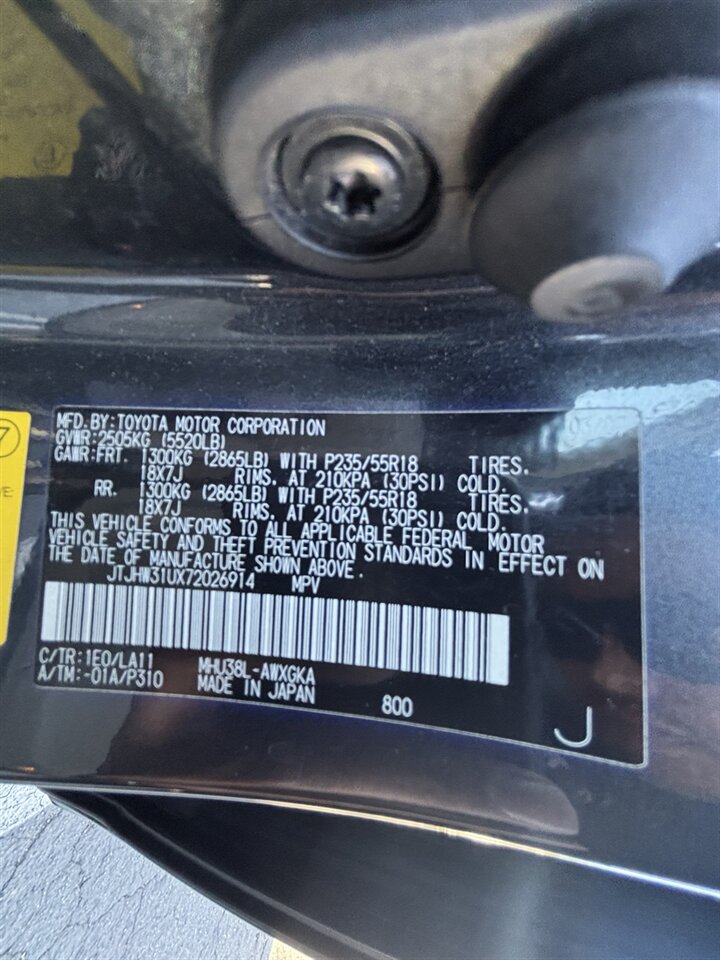 MFD. BY: TOYOTA MOTOR CORPORATION
GVWR: 2505KG (5520LB)
GAWR: FRT. 1300KG (2865LB) WITH P235/55R18 TIRES.
18X7J RIMS. AT 210KPA (30PSI) COLD.
RR. 1300KG (2865LB) WITH P235/55R18 TIRES.
18X7J RIMS. AT 210KPA (30PSI) COLD.
THIS VEHICLE CONFORMS TO ALL APPLICABLE FEDERAL MOTOR
VEHICLE SAFETY AND THEFT PREVENTION STANDARDS IN EFFECT ON
THE DATE OF MANUFACTURE SHOWN ABOVE.
JTJHW31UX72026914 MPV
C/TR: 1E0/LA11 MHU38L-AWXGKA
A/TM: -01A/P310 MADE IN JAPAN 800
J
7